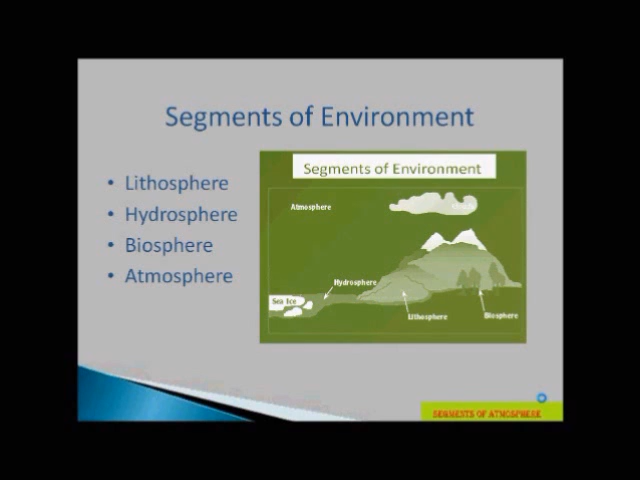 Segments of Environment
• Lithosphere
• Hydrosphere
• Biosphere
• Atmosphere
Segments of Environment
Atmosphere
clouds
Hydrosphere
Sea Ice
Lithosphere
Biosphere
SEGMENTS OF ATMOSPHERE